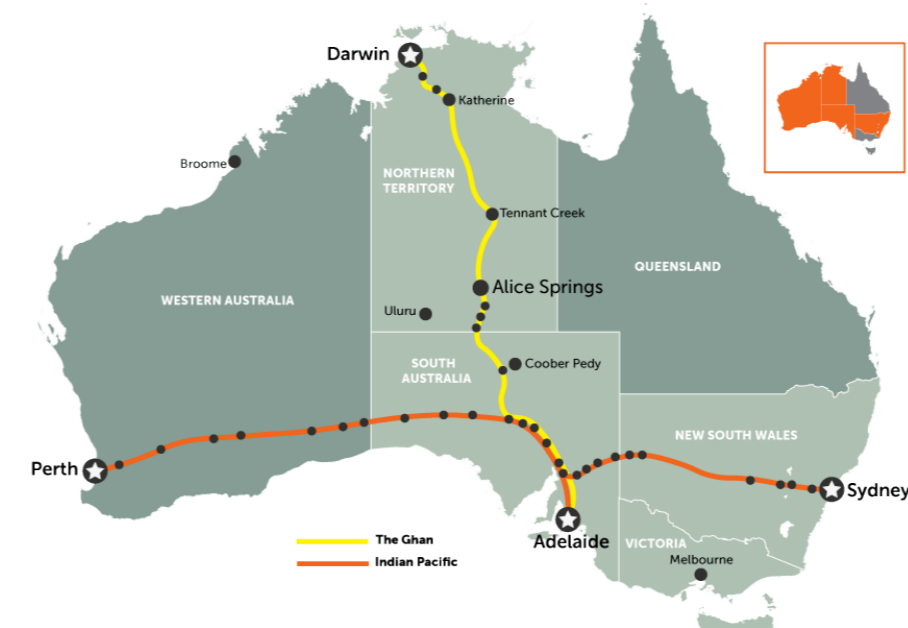 Darwin
Katherine
Broome
NORTHERN
TERRITORY
Tennant Creek
QUEENSLAND
Alice Springs
WESTERN AUSTRALIA
Uluru
SOUTH
AUSTRALIA
Coober Pedy
NEW SOUTH WALES
Perth
Sydney
Adelaide
VICTORIA
Melbourne
The Ghan
Indian Pacific